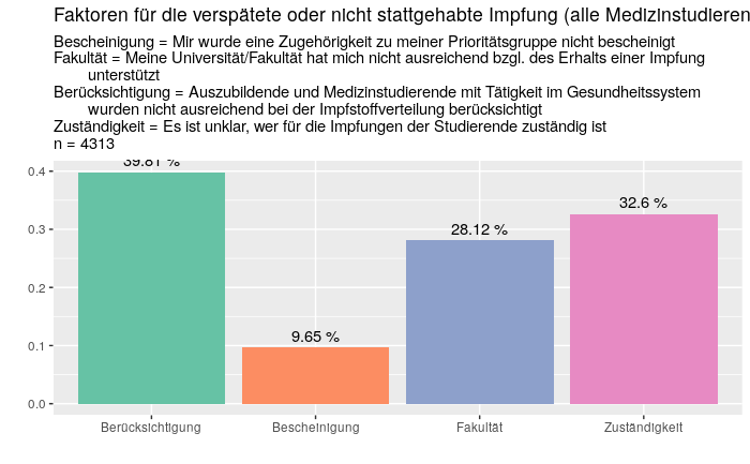 Faktoren für die verspätete oder nicht stattgehabte Impfung (alle Medizinstudieren
Bescheinigung = Mir wurde eine Zugehörigkeit zu meiner Prioritätsgruppe nicht bescheinigt
Fakultät = Meine Universität/Fakultät hat mich nicht ausreichend bzgl. des Erhalts einer Impfung
unterstützt
Berücksichtigung = Auszubildende und Medizinstudierende mit Tätigkeit im Gesundheitssystem
wurden nicht ausreichend bei der Impfstoffverteilung berücksichtigt
Zuständigkeit = Es ist unklar, wer für die Impfungen der Studierende zuständig ist
n = 4313
39.81 %
0.4
32.6 %
0.3
28.12 %
0.2
0.1
9.65 %
0.0
Berücksichtigung Bescheinigung Fakultät Zuständigkeit